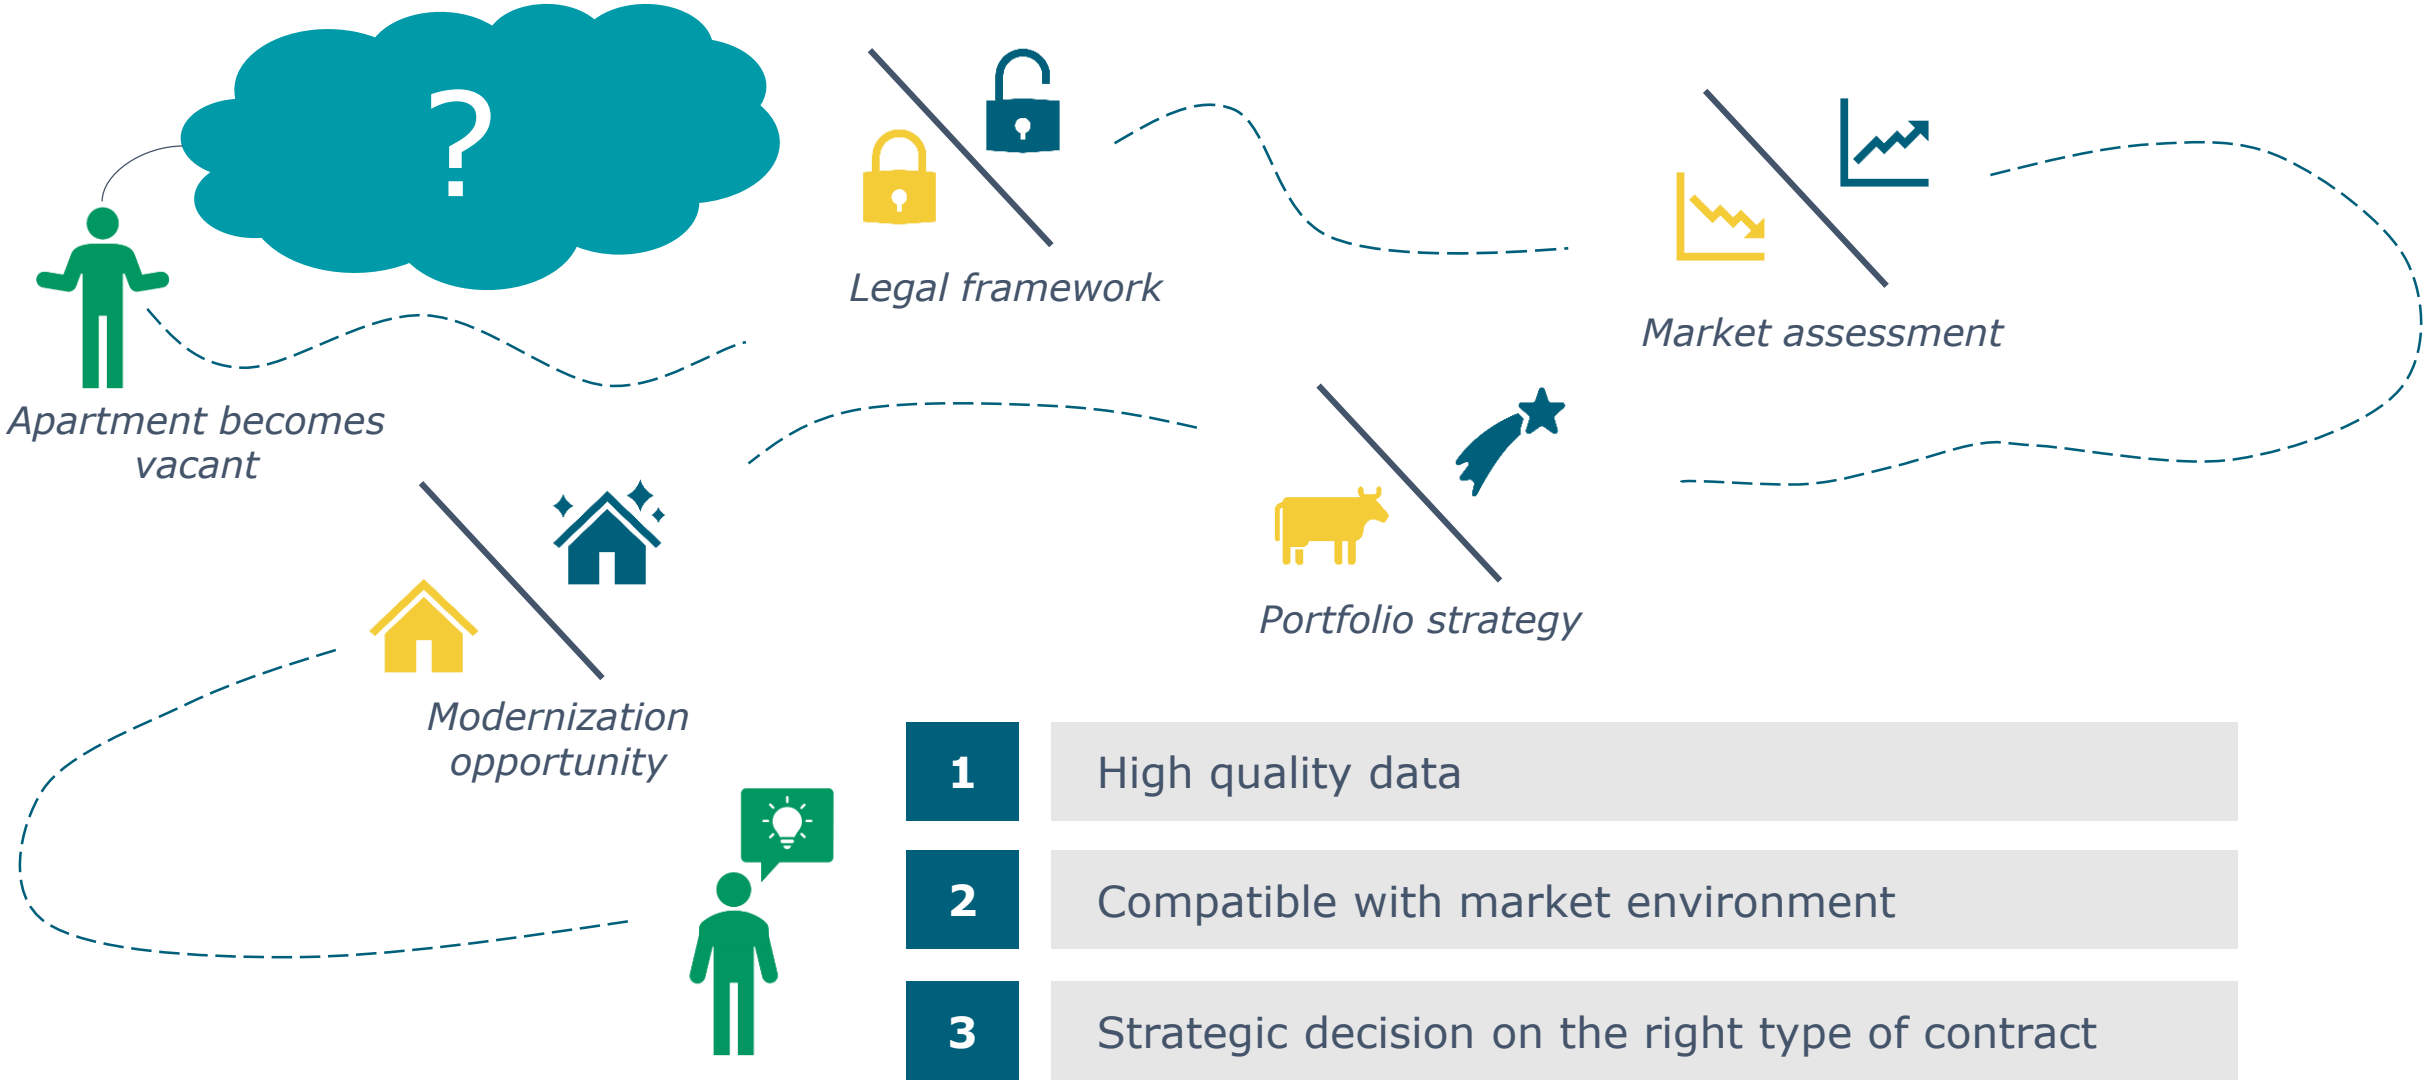 ?
Legal framework
Market assessment
Apartment becomes
vacant
Portfolio strategy
Modernization
opportunity
1 High quality data
2 Compatible with market environment
3 Strategic decision on the right type of contract